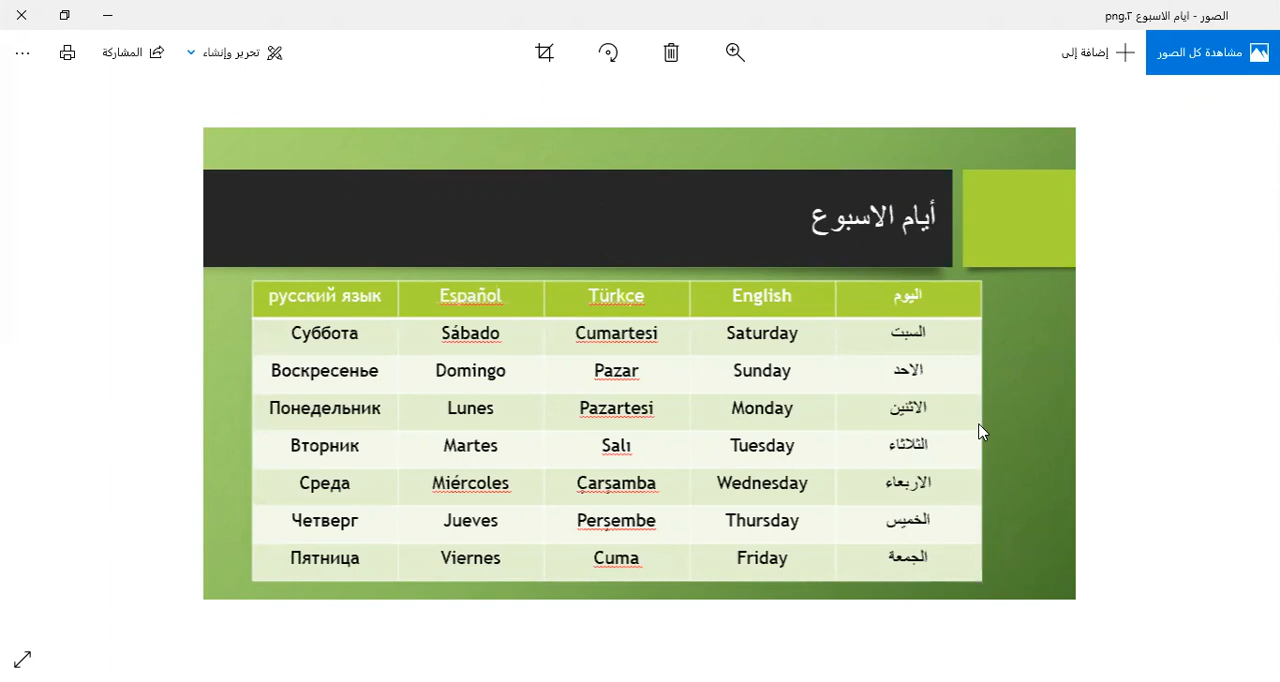 الصور - ايام الاسبوع ٢.png
مشاهدة كل الصور
إضافة إلى
تحرير وإنشاء
المشاركة
أيام الاسبوع
اليوم English Türkçe Español русский язык
السبت Saturday Cumartesi Sábado Суббота
الاحد Sunday Pazar Domingo Воскресенье
الاثنين Monday Pazartesi Lunes Понедельник
الثلاثاء Tuesday Salı Martes Вторник
الاربعاء Wednesday Çarşamba Miércoles Среда
الخميس Thursday Perşembe Jueves Четверг
الجمعة Friday Cuma Viernes Пятница